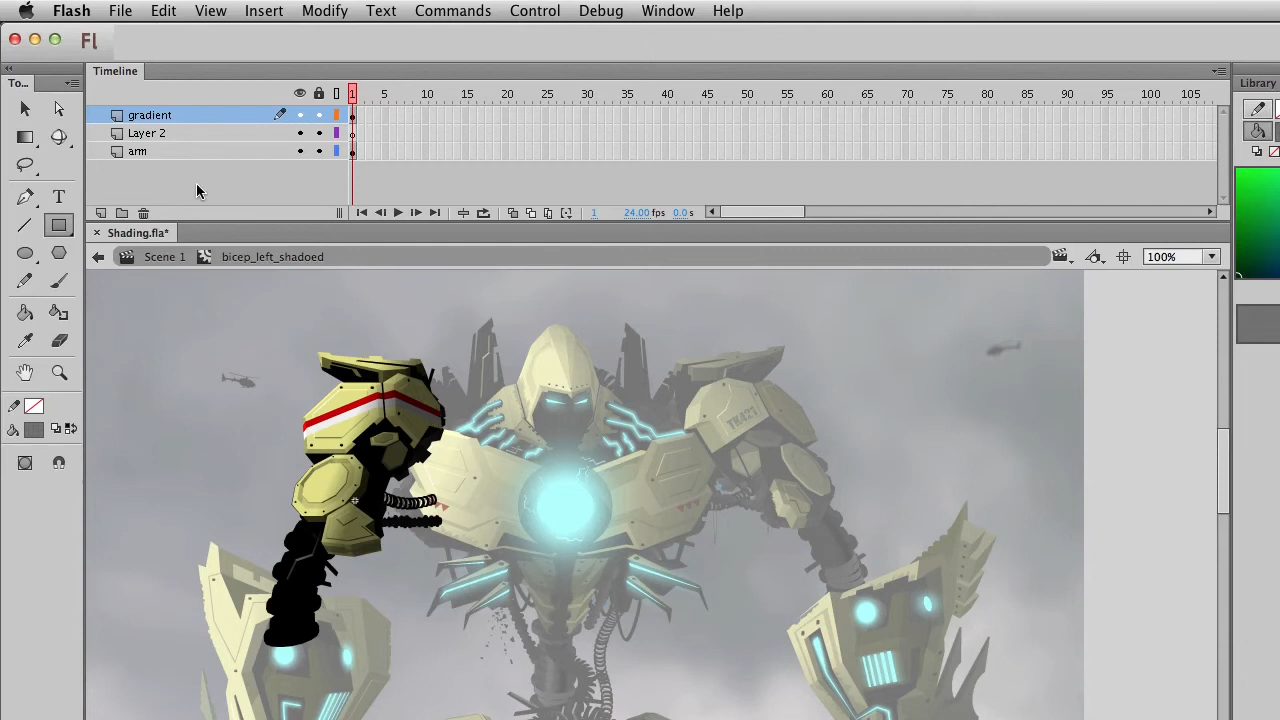 Flash File Edit View Insert Modify Text Commands Control Debug Window Help
Fl
To... Timeline Library
1 5 10 15 20 25 30 35 40 45 50 55 60 65 70 75 80 85 90 95 100 105
gradient
Layer 2
arm
T
1 24.00 fps 0.0 s
× Shading.fla*
Scene 1 bicep_left_shadoed 100%
TK421